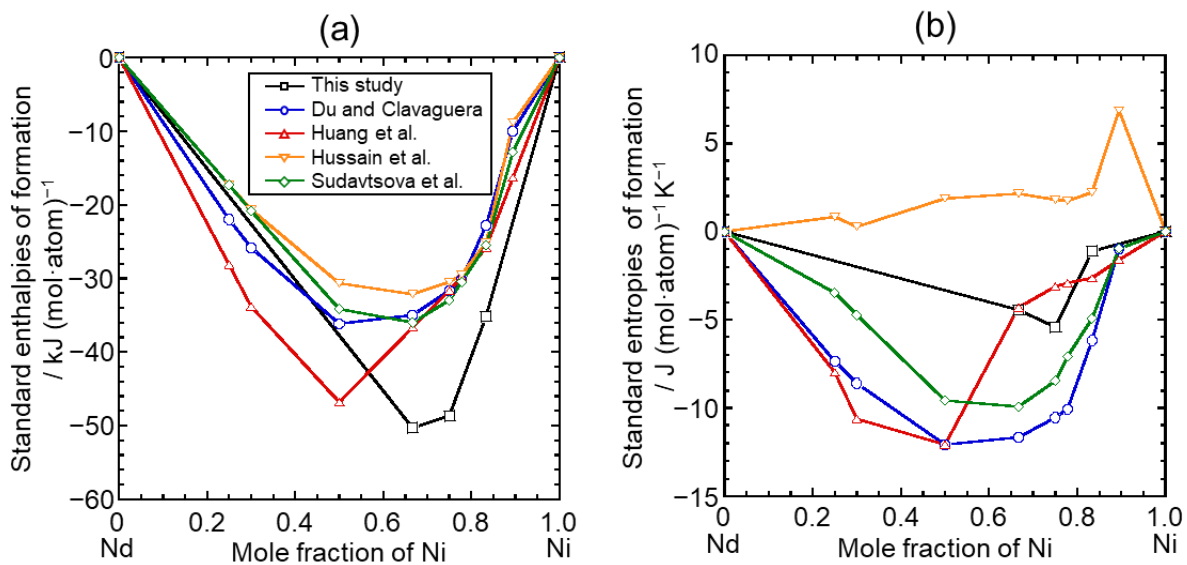 (a)
Standard enthalpies of formation
/ kJ (mol·atom)⁻¹
0
−10
−20
−30
−40
−50
−60
This study
Du and Clavaguera
Huang et al.
Hussain et al.
Sudavtsova et al.
0 0.2 0.4 0.6 0.8 1.0
Nd Mole fraction of Ni Ni
(b)
Standard entropies of formation
/ J (mol·atom)⁻¹ K⁻¹
10
5
0
−5
−10
−15
0 0.2 0.4 0.6 0.8 1.0
Nd Mole fraction of Ni Ni